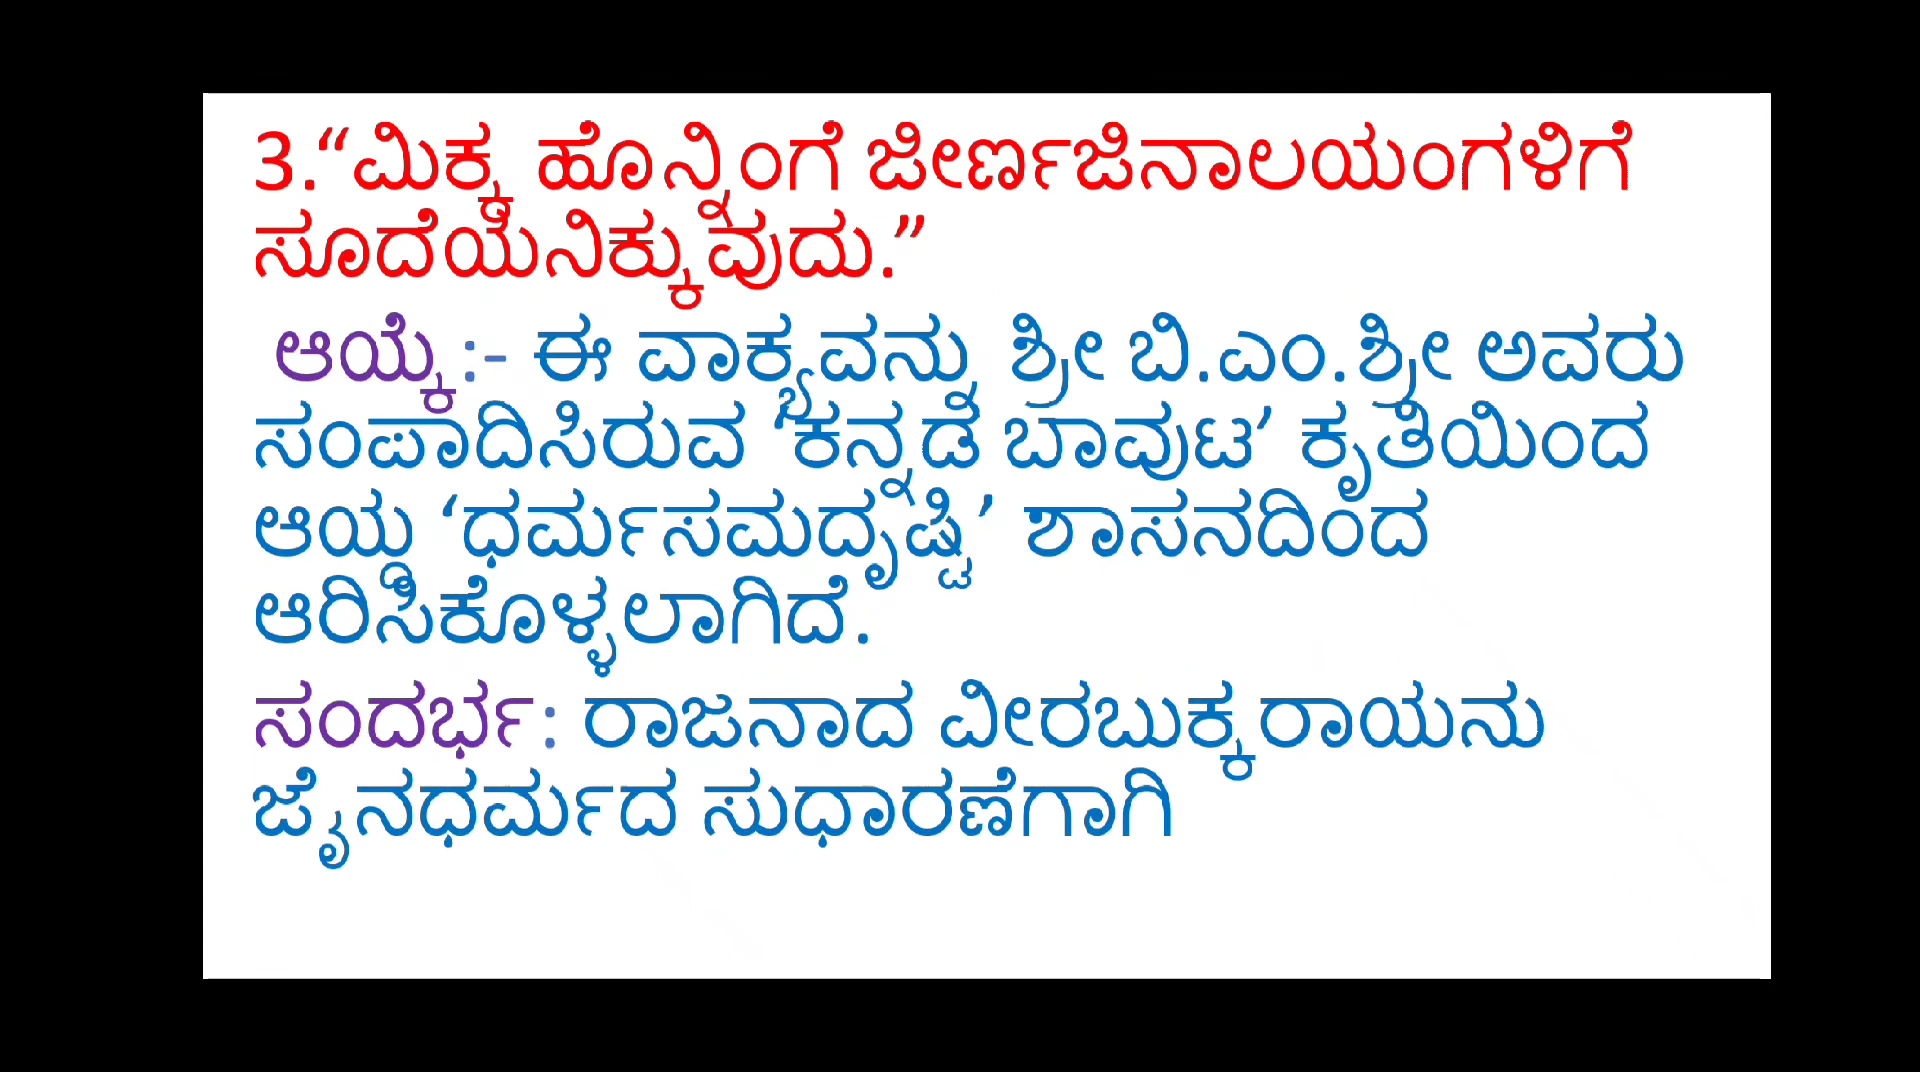 3.“ಮಿಕ್ಕ ಹೊನ್ನಿಂಗೆ ಜೀರ್ಣಜಿನಾಲಯಂಗಳಿಗೆ
ಸೂದೆಯನಿಕ್ಕುವುದು.”
ಆಯ್ಕೆ:- ಈ ವಾಕ್ಯವನ್ನು ಶ್ರೀ ಬಿ.ಎಂ.ಶ್ರೀ ಅವರು
ಸಂಪಾದಿಸಿರುವ ‘ಕನ್ನಡ ಬಾವುಟ’ ಕೃತಿಯಿಂದ
ಆಯ್ದ ‘ಧರ್ಮಸಮದೃಷ್ಟಿ’ ಶಾಸನದಿಂದ
ಆರಿಸಿಕೊಳ್ಳಲಾಗಿದೆ.
ಸಂದರ್ಭ: ರಾಜನಾದ ವೀರಬುಕ್ಕರಾಯನು
ಜೈನಧರ್ಮದ ಸುಧಾರಣೆಗಾಗಿ